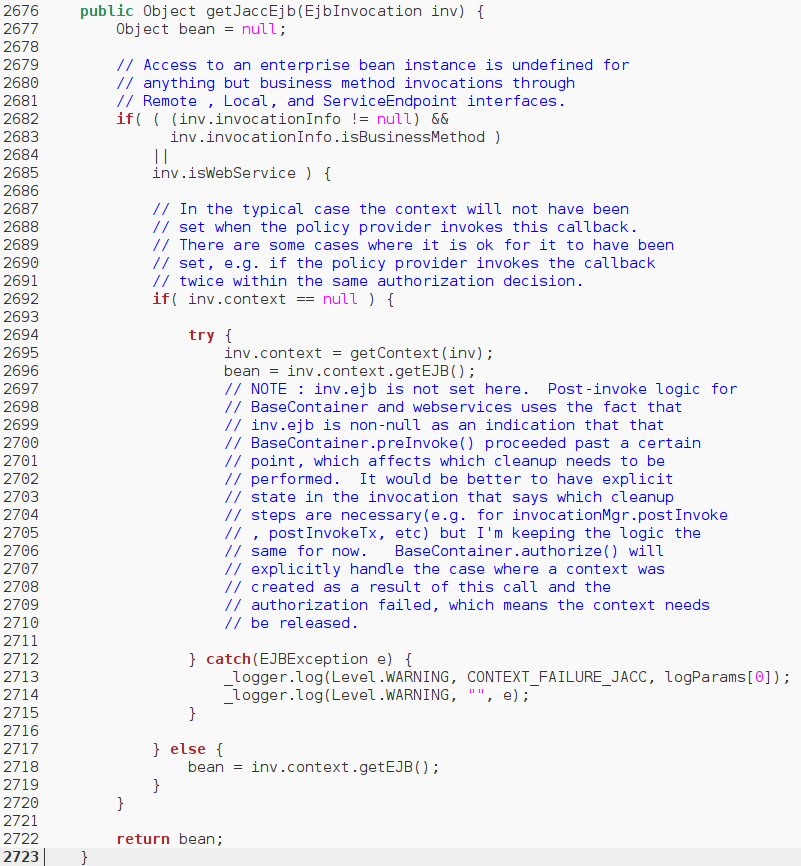 2676     public Object getJaccEjb(EjbInvocation inv) {
2677         Object bean = null;
2678
2679         // Access to an enterprise bean instance is undefined for
2680         // anything but business method invocations through
2681         // Remote , Local, and ServiceEndpoint interfaces.
2682         if( ( (inv.invocationInfo != null) &&
2683               inv.invocationInfo.isBusinessMethod )
2684             ||
2685             inv.isWebService ) {
2686
2687             // In the typical case the context will not have been
2688             // set when the policy provider invokes this callback.
2689             // There are some cases where it is ok for it to have been
2690             // set, e.g. if the policy provider invokes the callback
2691             // twice within the same authorization decision.
2692             if( inv.context == null ) {
2693
2694                 try {
2695                     inv.context = getContext(inv);
2696                     bean = inv.context.getEJB();
2697                     // NOTE : inv.ejb is not set here.  Post-invoke logic for
2698                     // BaseContainer and webservices uses the fact that
2699                     // inv.ejb is non-null as an indication that that
2700                     // BaseContainer.preInvoke() proceeded past a certain
2701                     // point, which affects which cleanup needs to be
2702                     // performed.  It would be better to have explicit
2703                     // state in the invocation that says which cleanup
2704                     // steps are necessary(e.g. for invocationMgr.postInvoke
2705                     // , postInvokeTx, etc) but I'm keeping the logic the
2706                     // same for now.   BaseContainer.authorize() will
2707                     // explicitly handle the case where a context was
2708                     // created as a result of this call and the
2709                     // authorization failed, which means the context needs
2710                     // be released.
2711
2712                 } catch(EJBException e) {
2713                     _logger.log(Level.WARNING, CONTEXT_FAILURE_JACC, logParams[0]);
2714                     _logger.log(Level.WARNING, "", e);
2715                 }
2716
2717             } else {
2718                 bean = inv.context.getEJB();
2719             }
2720         }
2721
2722         return bean;
2723     }